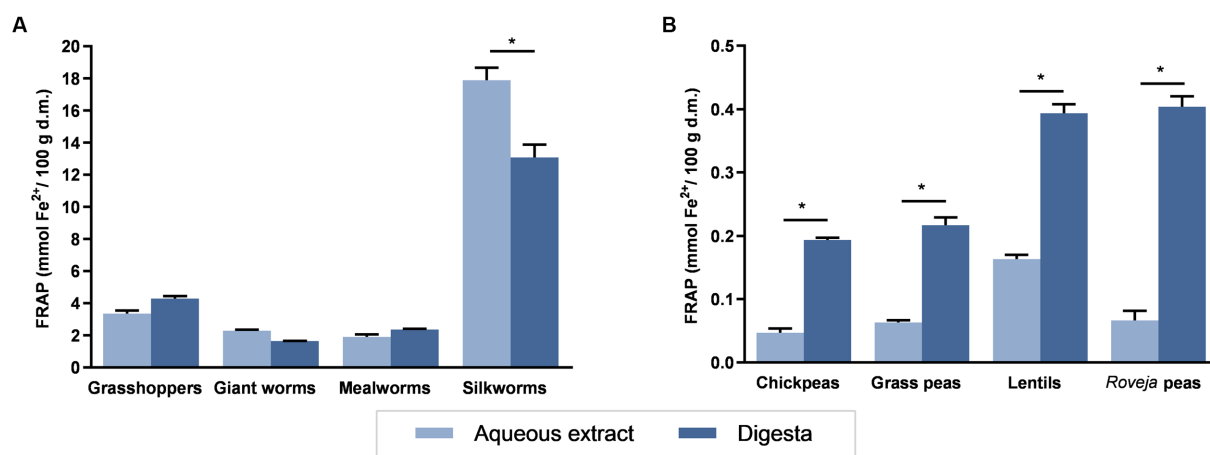 A
FRAP (mmol Fe2+/ 100 g d.m.)
20
18
16
14
12
10
8
6
4
2
0
*
Grasshoppers Giant worms Mealworms Silkworms
B
FRAP (mmol Fe2+/ 100 g d.m.)
0.5
0.4
0.3
0.2
0.1
0.0
* * * *
Chickpeas Grass peas Lentils Roveja peas
Aqueous extract Digesta